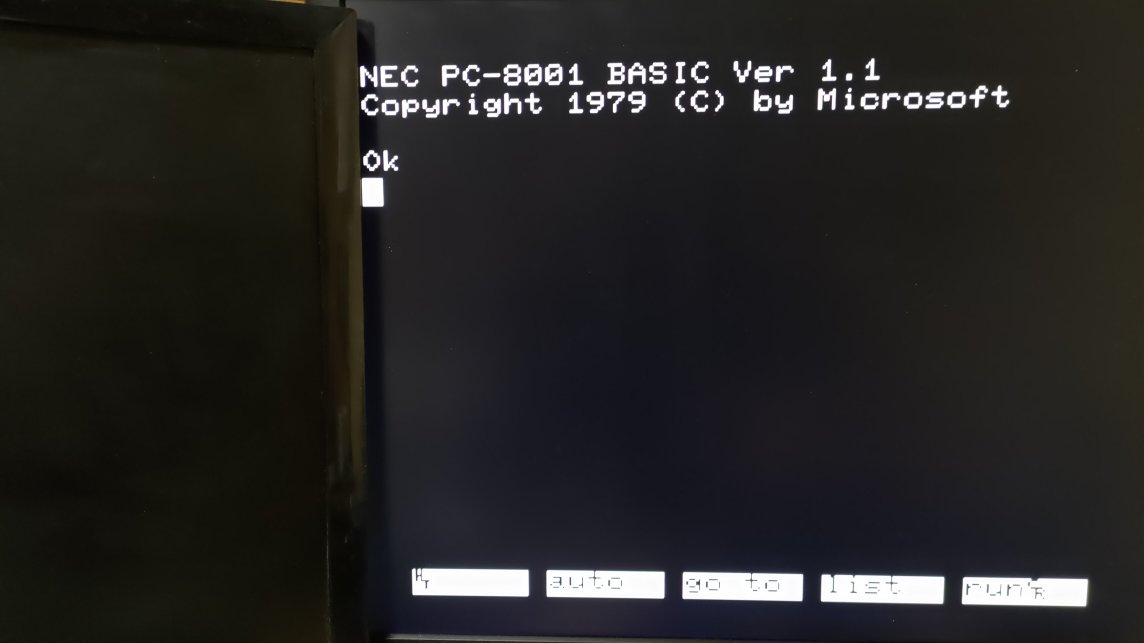 NEC PC-8001 BASIC Ver 1.1
Copyright 1979 (C) by Microsoft
Ok
auto go to list run